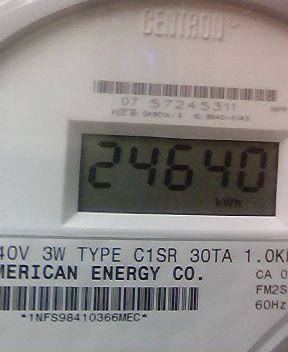 CENTRON
07 57245311
24640
kWh
40V 3W TYPE C1SR 30TA 1.0K
MERICAN ENERGY CO.
CA 0
FM2S
60Hz
*1NFS98410366MEC*